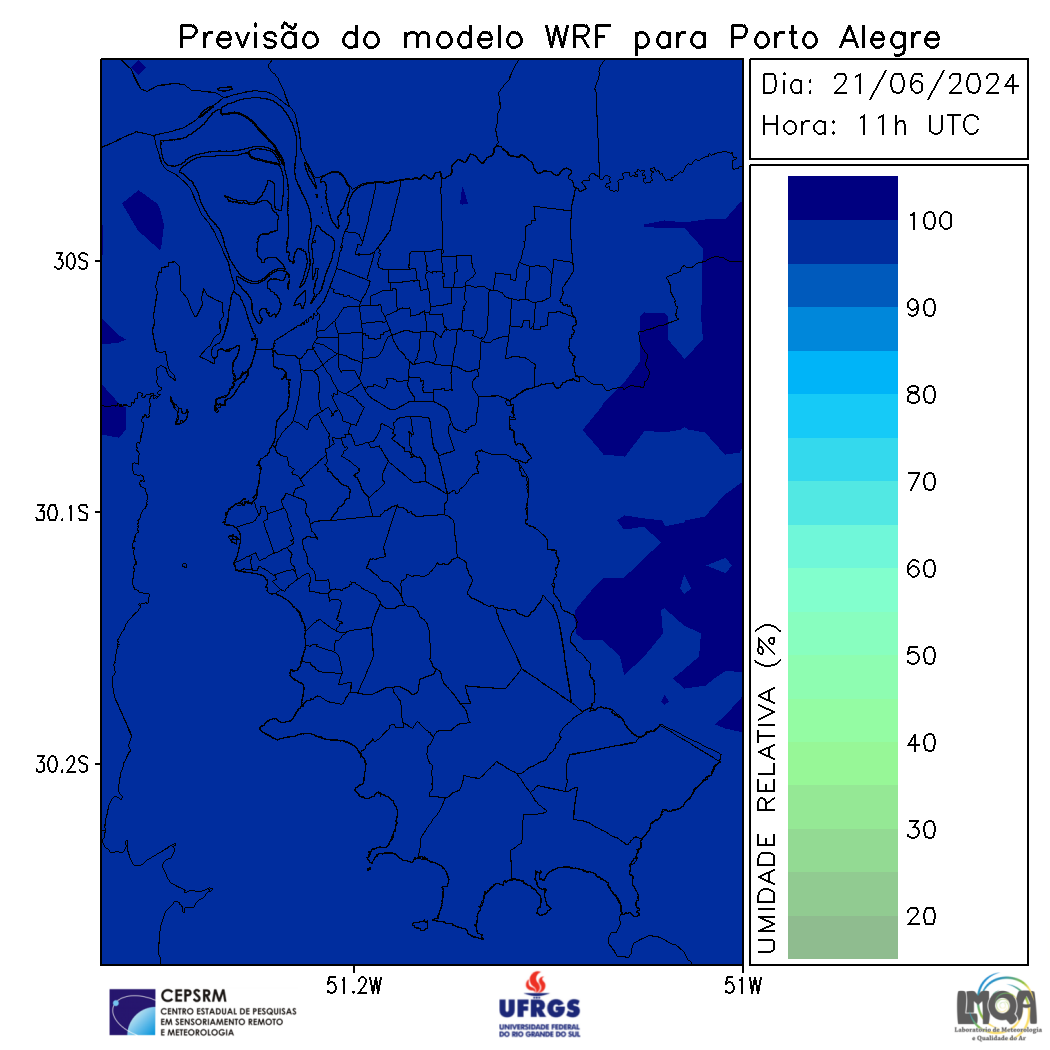 Previsão do modelo WRF para Porto Alegre
Dia: 21/06/2024
Hora: 11h UTC
100
90
80
70
60
50
40
30
20
UMIDADE RELATIVA (%)
30S
30.1S
30.2S
51.2W
51W
CEPSRM
CENTRO ESTADUAL DE PESQUISAS
EM SENSORIAMENTO REMOTO
E METEOROLOGIA
UFRGS
UNIVERSIDADE FEDERAL
DO RIO GRANDE DO SUL
LMQA
Laboratório de Meteorologia
e Qualidade do Ar